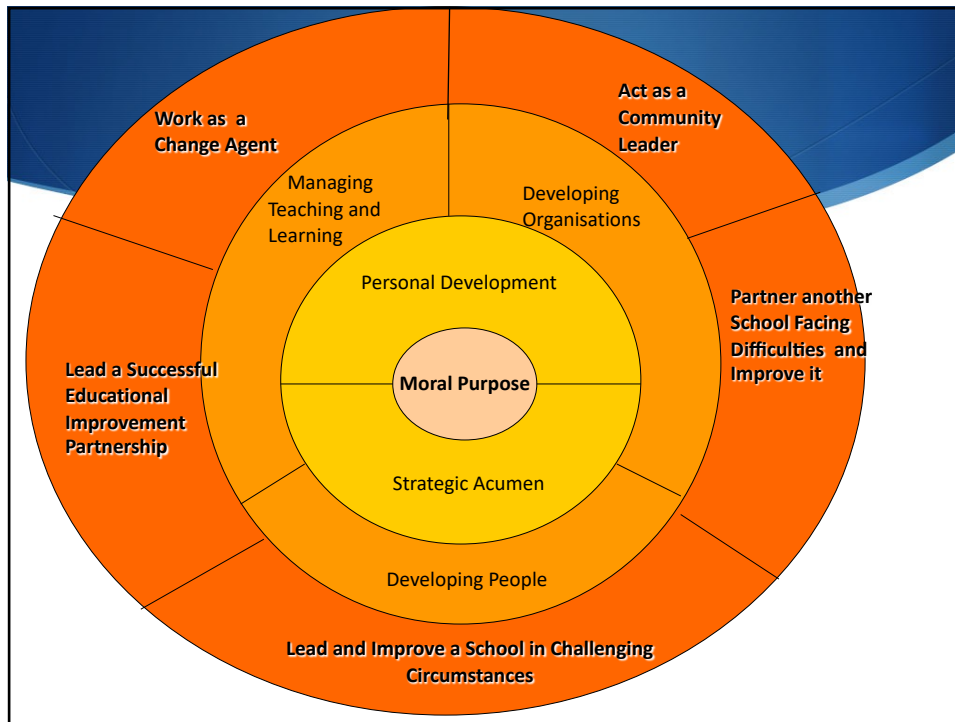 Work as a
Change Agent
Act as a
Community
Leader
Managing
Teaching and
Learning
Developing
Organisations
Personal Development
Partner another
School Facing
Difficulties and
Improve it
Lead a Successful
Educational
Improvement
Partnership
Moral Purpose
Strategic Acumen
Developing People
Lead and Improve a School in Challenging
Circumstances